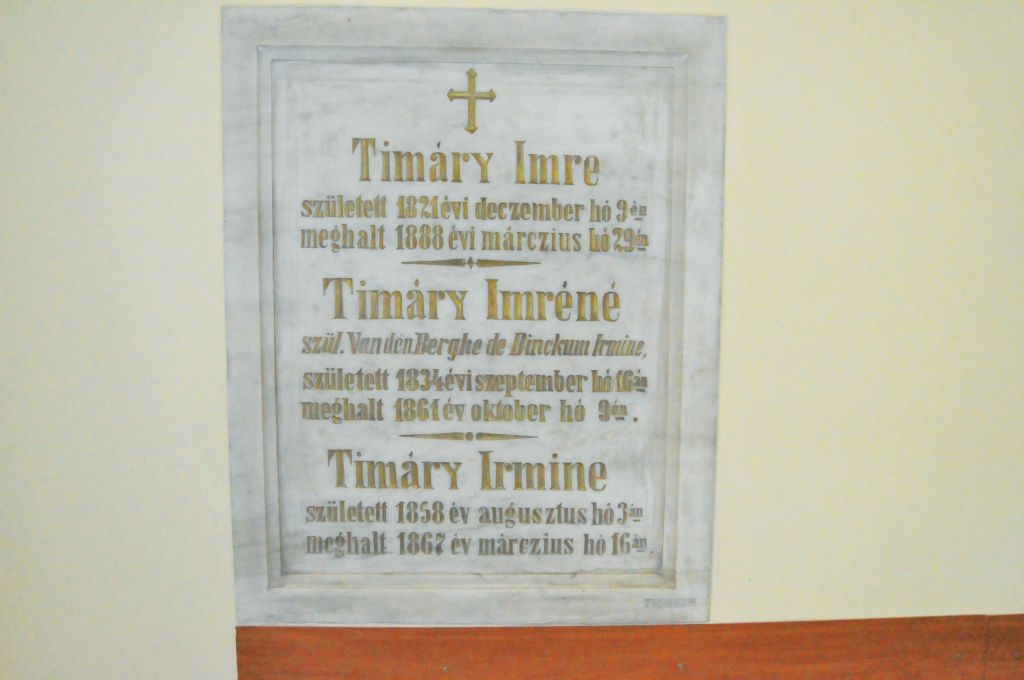 Timáry Imre
született 1821 évi deczember hó 9én
meghalt 1888 évi márczius hó 29én
Timáry Imréné
szül. Van den Berghe de Binckum Irmine,
született 1834 évi szeptember hó 16án
meghalt 1861 év oktober hó 9én.
Timáry Irmine
született 1858 év augusztus hó 3án
meghalt 1867 év márczius hó 16án.